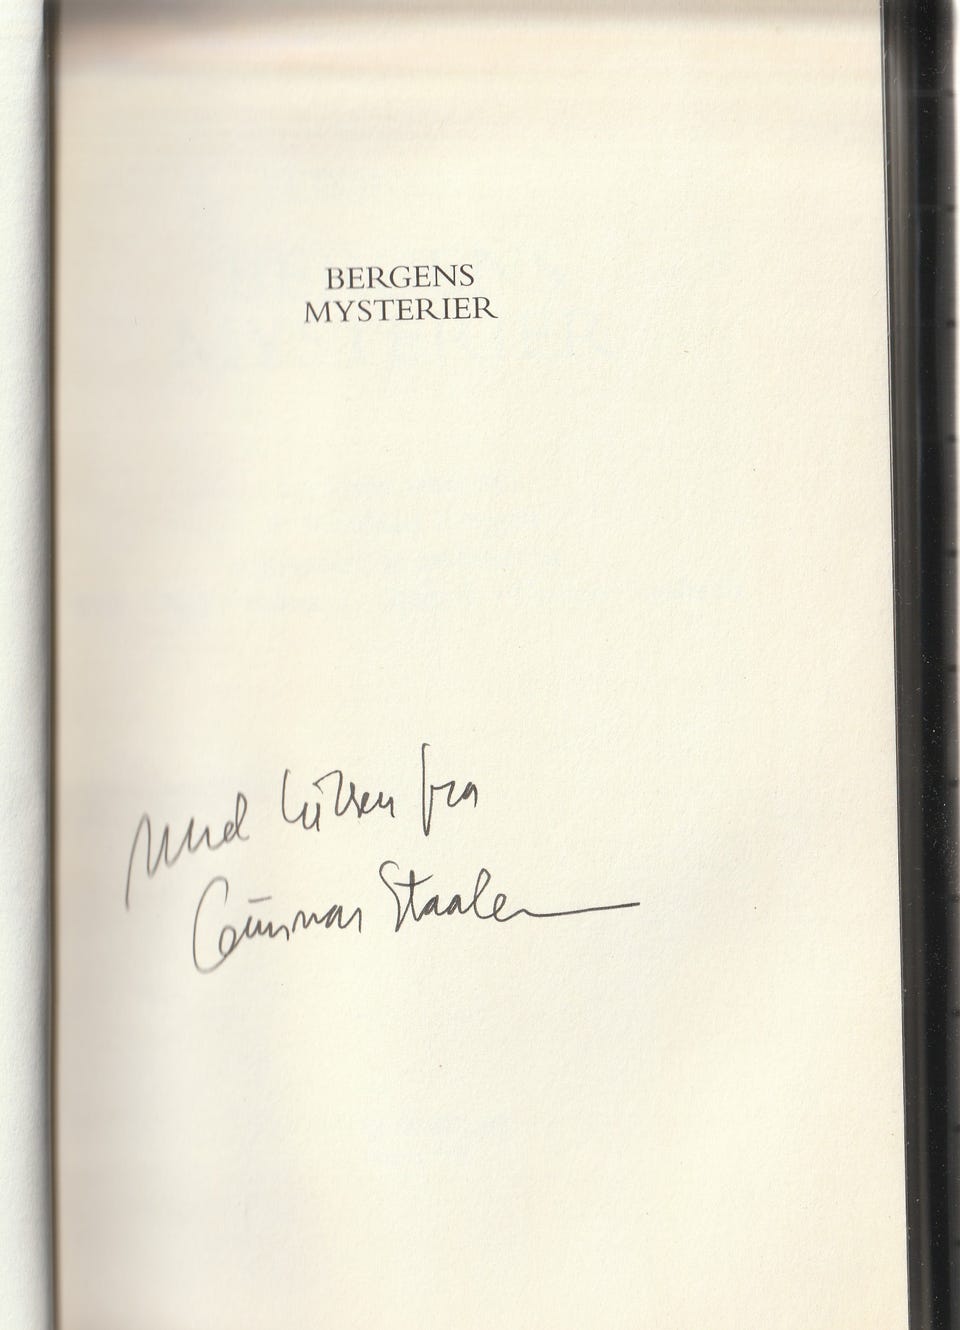 BERGENS
MYSTERIER
Med hilsen fra
Gunnar Staalesen